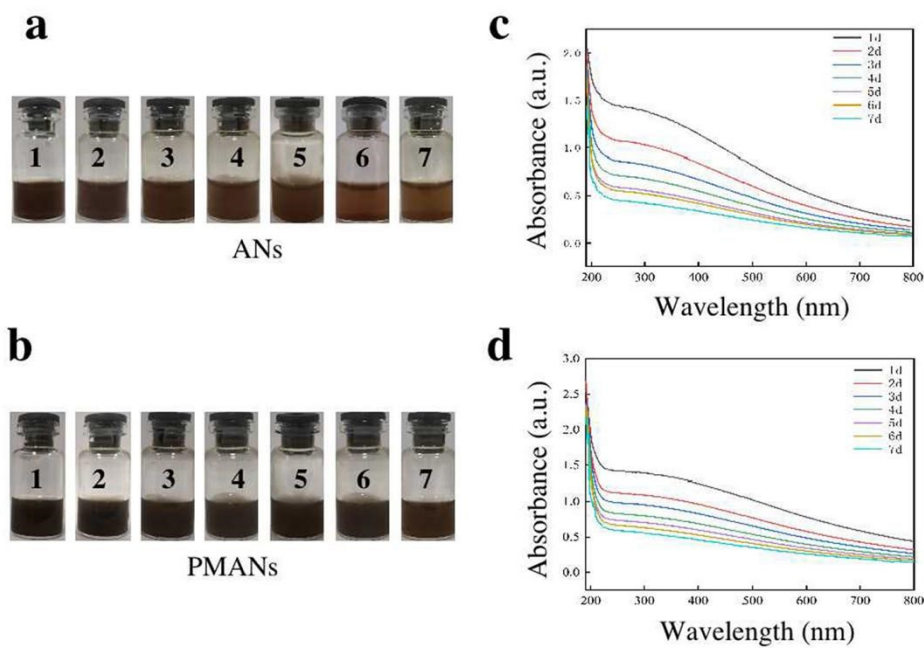 a
1 2 3 4 5 6 7
ANs
b
1 2 3 4 5 6 7
PMANs
c
Absorbance (a.u.)
2.0
1.5
1.0
0.5
0.0
1d
2d
3d
4d
5d
6d
7d
200 300 400 500 600 700 800
Wavelength (nm)
d
Absorbance (a.u.)
3.0
2.5
2.0
1.5
1.0
0.5
0.0
1d
2d
3d
4d
5d
6d
7d
200 300 400 500 600 700 800
Wavelength (nm)